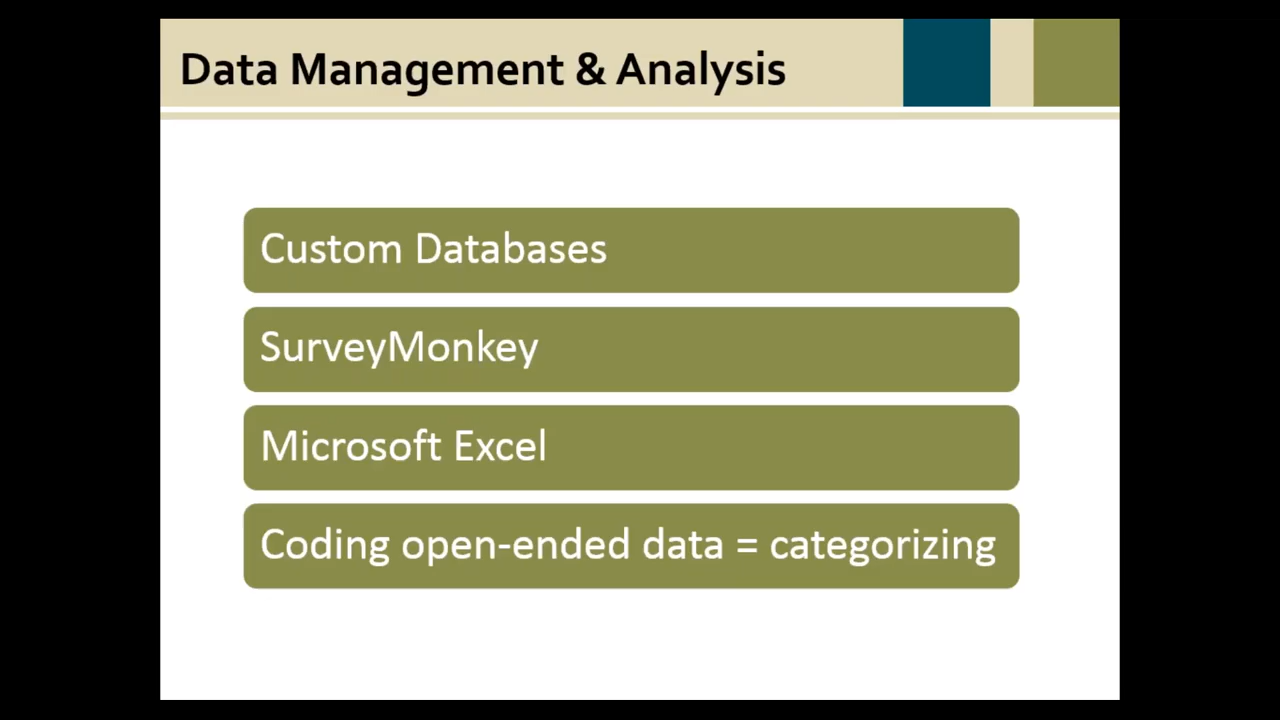 Data Management & Analysis
Custom Databases
SurveyMonkey
Microsoft Excel
Coding open-ended data = categorizing